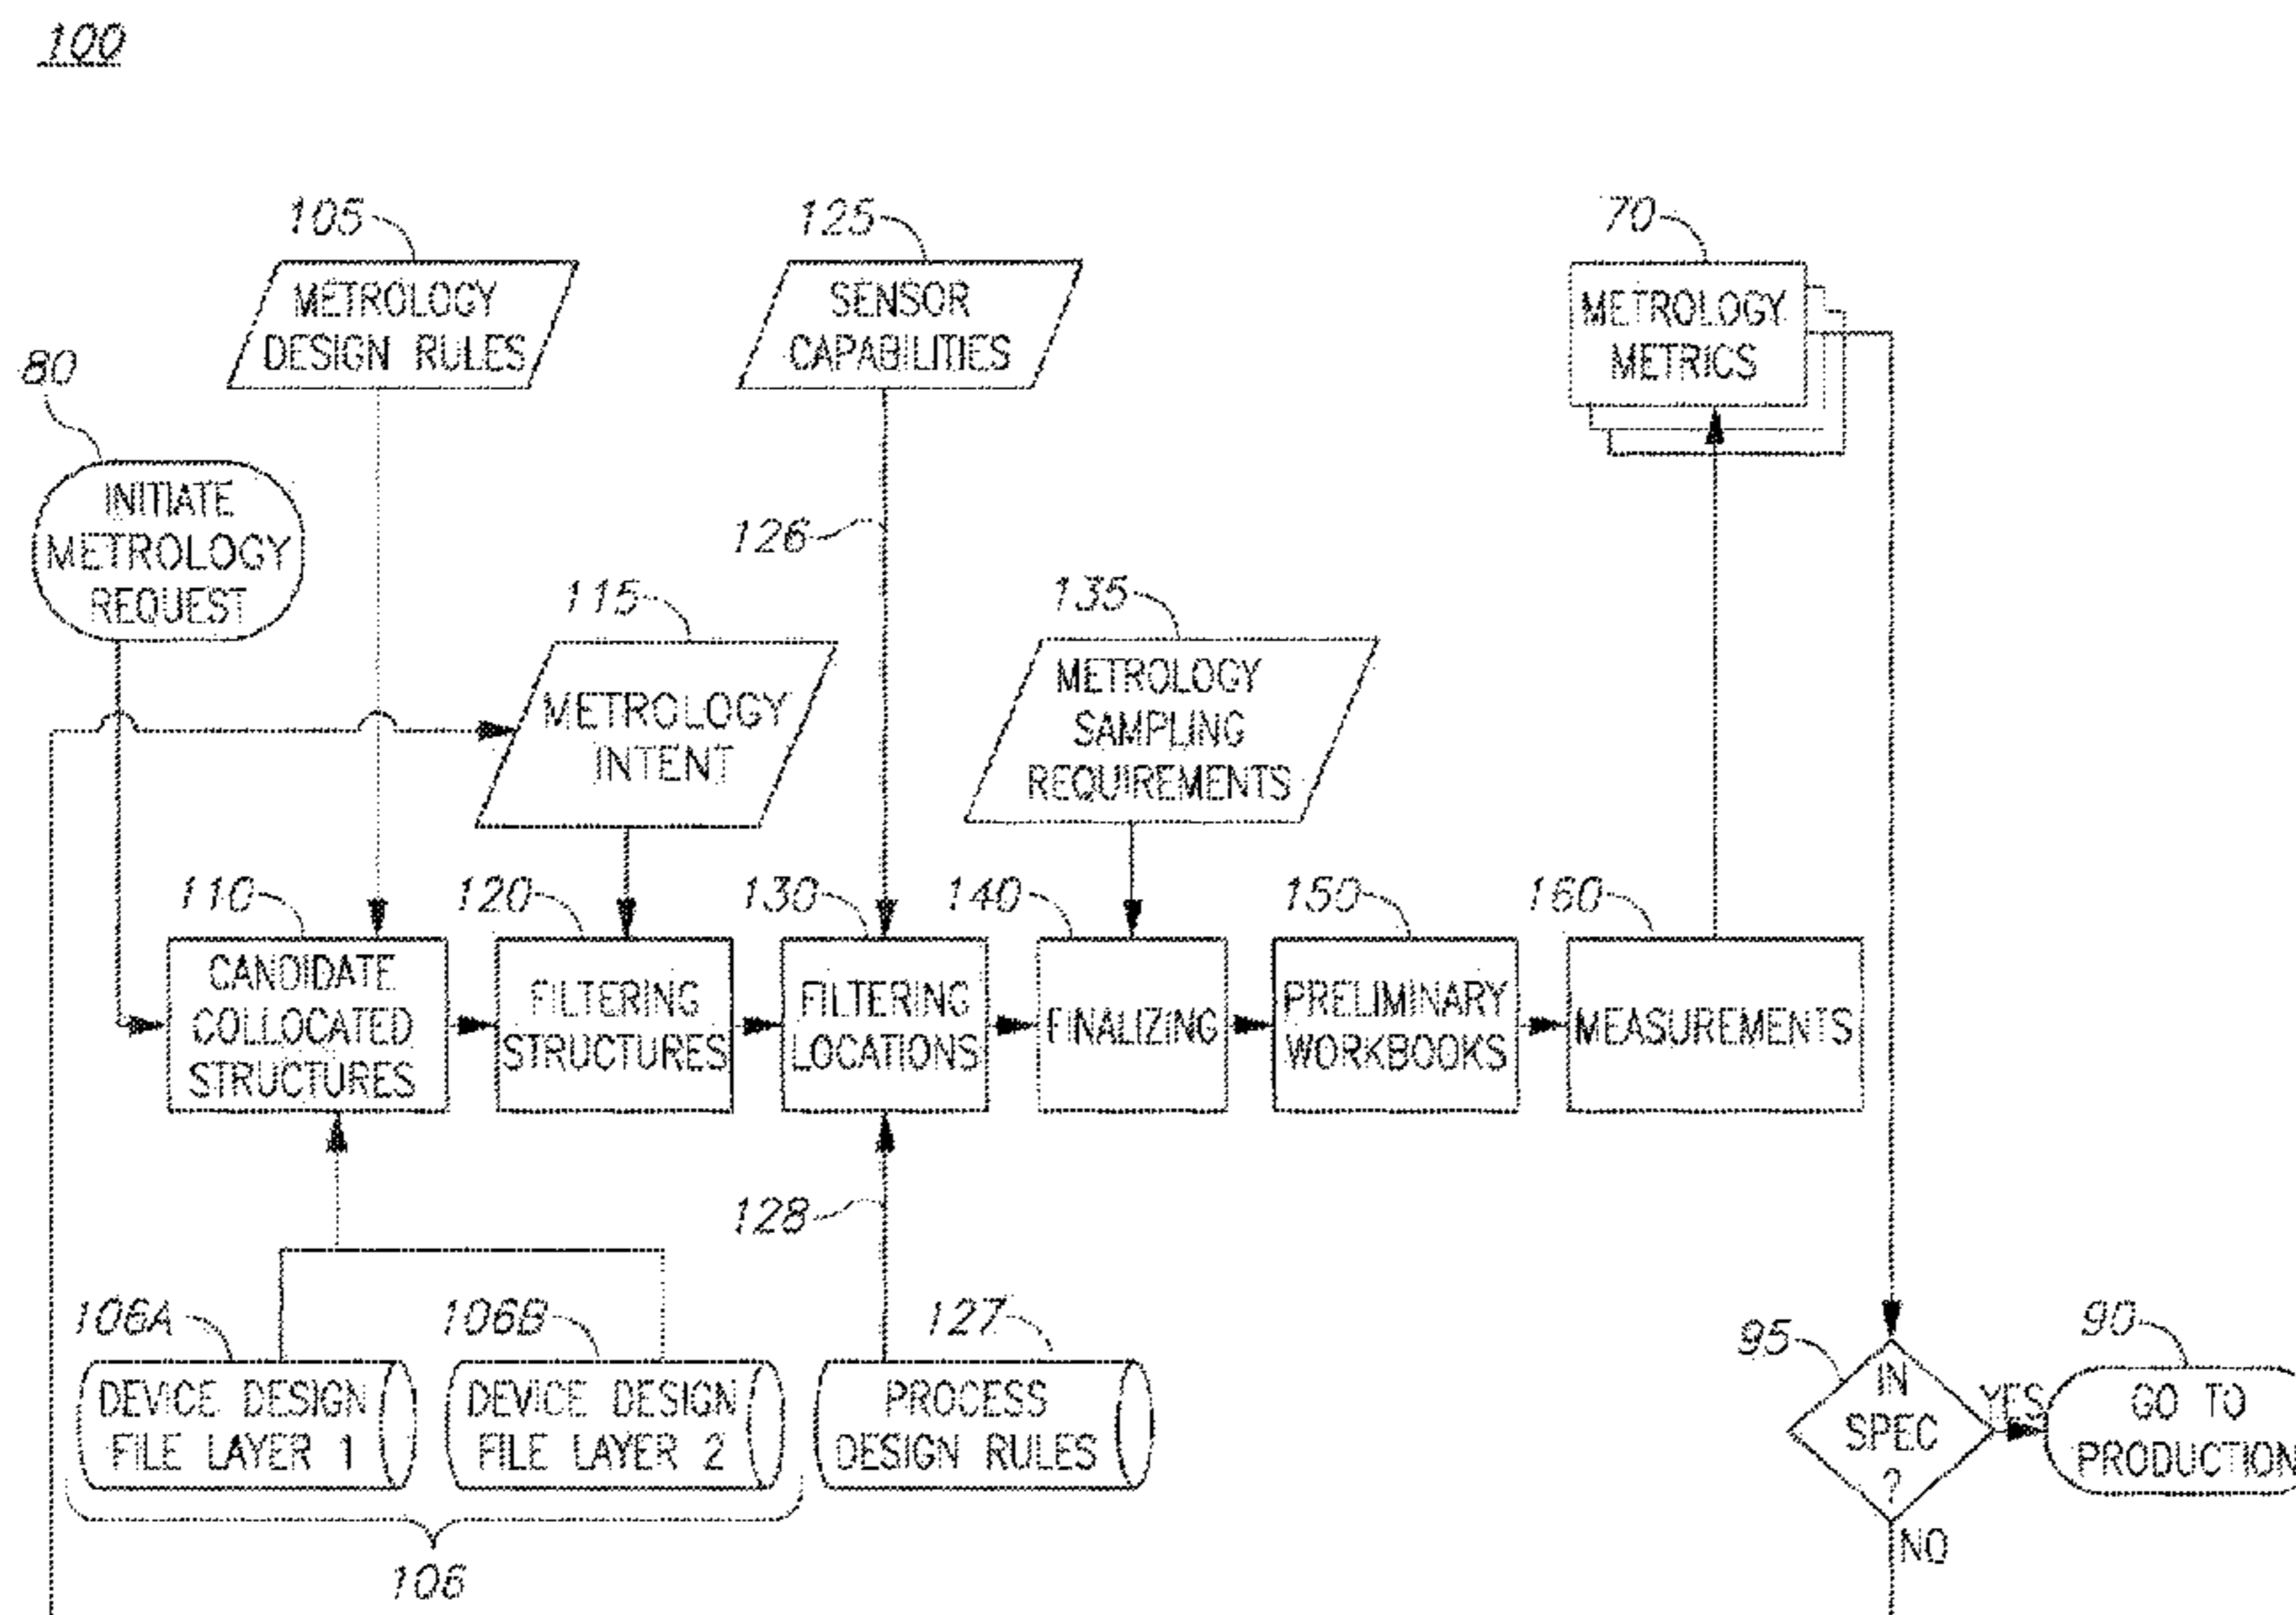 100
105
125
70
METROLOGY
DESIGN RULES
SENSOR
CAPABILITIES
METROLOGY
METRICS
80
INITIATE
METROLOGY
REQUEST
126
115
135
METROLOGY
INTENT
METROLOGY
SAMPLING
REQUIREMENTS
110
120
130
140
150
160
CANDIDATE
COLLOCATED
STRUCTURES
FILTERING
STRUCTURES
FILTERING
LOCATIONS
FINALIZING
PRELIMINARY
WORKBOOKS
MEASUREMENTS
128
106A
106B
127
95
90
DEVICE DESIGN
FILE LAYER 1
DEVICE DESIGN
FILE LAYER 2
PROCESS
DESIGN RULES
IN
SPEC
?
YES
GO TO
PRODUCTION
NO
106